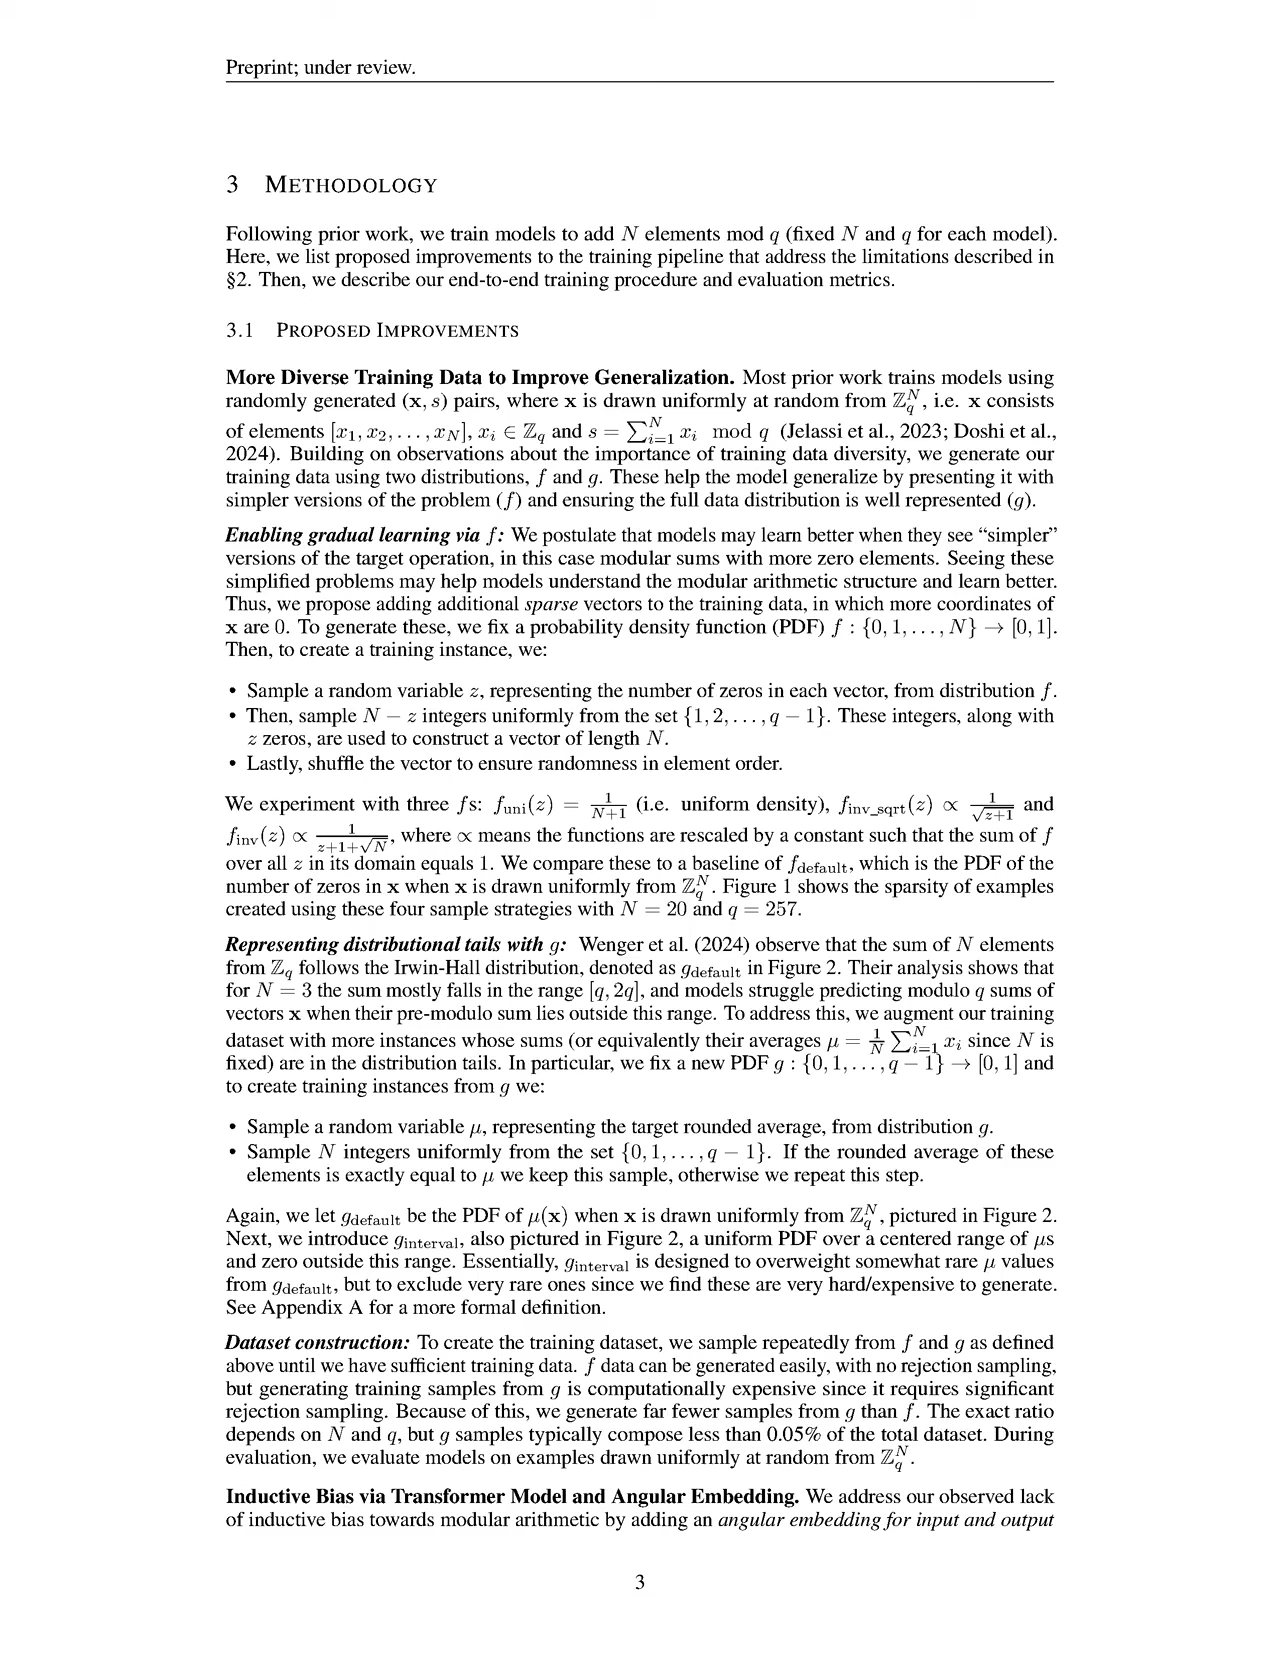 Preprint; under review.
3 METHODOLOGY
Following prior work, we train models to add N elements mod q (fixed N and q for each model).
Here, we list proposed improvements to the training pipeline that address the limitations described in
§2. Then, we describe our end-to-end training procedure and evaluation metrics.
3.1 PROPOSED IMPROVEMENTS
More Diverse Training Data to Improve Generalization. Most prior work trains models using
randomly generated (x, s) pairs, where x is drawn uniformly at random from ℤ_q^N, i.e. x consists
of elements [x₁, x₂, . . . , x_N], x_i ∈ ℤ_q and s = ∑_{i=1}^N x_i mod q (Jelassi et al., 2023; Doshi et al.,
2024). Building on observations about the importance of training data diversity, we generate our
training data using two distributions, f and g. These help the model generalize by presenting it with
simpler versions of the problem (f) and ensuring the full data distribution is well represented (g).
Enabling gradual learning via f: We postulate that models may learn better when they see “simpler”
versions of the target operation, in this case modular sums with more zero elements. Seeing these
simplified problems may help models understand the modular arithmetic structure and learn better.
Thus, we propose adding additional sparse vectors to the training data, in which more coordinates of
x are 0. To generate these, we fix a probability density function (PDF) f : {0, 1, . . . , N} → [0, 1].
Then, to create a training instance, we:
• Sample a random variable z, representing the number of zeros in each vector, from distribution f.
• Then, sample N − z integers uniformly from the set {1, 2, . . . , q − 1}. These integers, along with
z zeros, are used to construct a vector of length N.
• Lastly, shuffle the vector to ensure randomness in element order.
We experiment with three fs: f_uni(z) = 1/(N+1) (i.e. uniform density), f_inv_sqrt(z) ∝ 1/√(z+1) and
f_inv(z) ∝ 1/(z+1+√N), where ∝ means the functions are rescaled by a constant such that the sum of f
over all z in its domain equals 1. We compare these to a baseline of f_default, which is the PDF of the
number of zeros in x when x is drawn uniformly from ℤ_q^N. Figure 1 shows the sparsity of examples
created using these four sample strategies with N = 20 and q = 257.
Representing distributional tails with g: Wenger et al. (2024) observe that the sum of N elements
from ℤ_q follows the Irwin-Hall distribution, denoted as g_default in Figure 2. Their analysis shows that
for N = 3 the sum mostly falls in the range [q, 2q], and models struggle predicting modulo q sums of
vectors x when their pre-modulo sum lies outside this range. To address this, we augment our training
dataset with more instances whose sums (or equivalently their averages μ = 1/N ∑_{i=1}^N x_i since N is
fixed) are in the distribution tails. In particular, we fix a new PDF g : {0, 1, . . . , q − 1} → [0, 1] and
to create training instances from g we:
• Sample a random variable μ, representing the target rounded average, from distribution g.
• Sample N integers uniformly from the set {0, 1, . . . , q − 1}. If the rounded average of these
elements is exactly equal to μ we keep this sample, otherwise we repeat this step.
Again, we let g_default be the PDF of μ(x) when x is drawn uniformly from ℤ_q^N, pictured in Figure 2.
Next, we introduce g_interval, also pictured in Figure 2, a uniform PDF over a centered range of μs
and zero outside this range. Essentially, g_interval is designed to overweight somewhat rare μ values
from g_default, but to exclude very rare ones since we find these are very hard/expensive to generate.
See Appendix A for a more formal definition.
Dataset construction: To create the training dataset, we sample repeatedly from f and g as defined
above until we have sufficient training data. f data can be generated easily, with no rejection sampling,
but generating training samples from g is computationally expensive since it requires significant
rejection sampling. Because of this, we generate far fewer samples from g than f. The exact ratio
depends on N and q, but g samples typically compose less than 0.05% of the total dataset. During
evaluation, we evaluate models on examples drawn uniformly at random from ℤ_q^N.
Inductive Bias via Transformer Model and Angular Embedding. We address our observed lack
of inductive bias towards modular arithmetic by adding an angular embedding for input and output
3